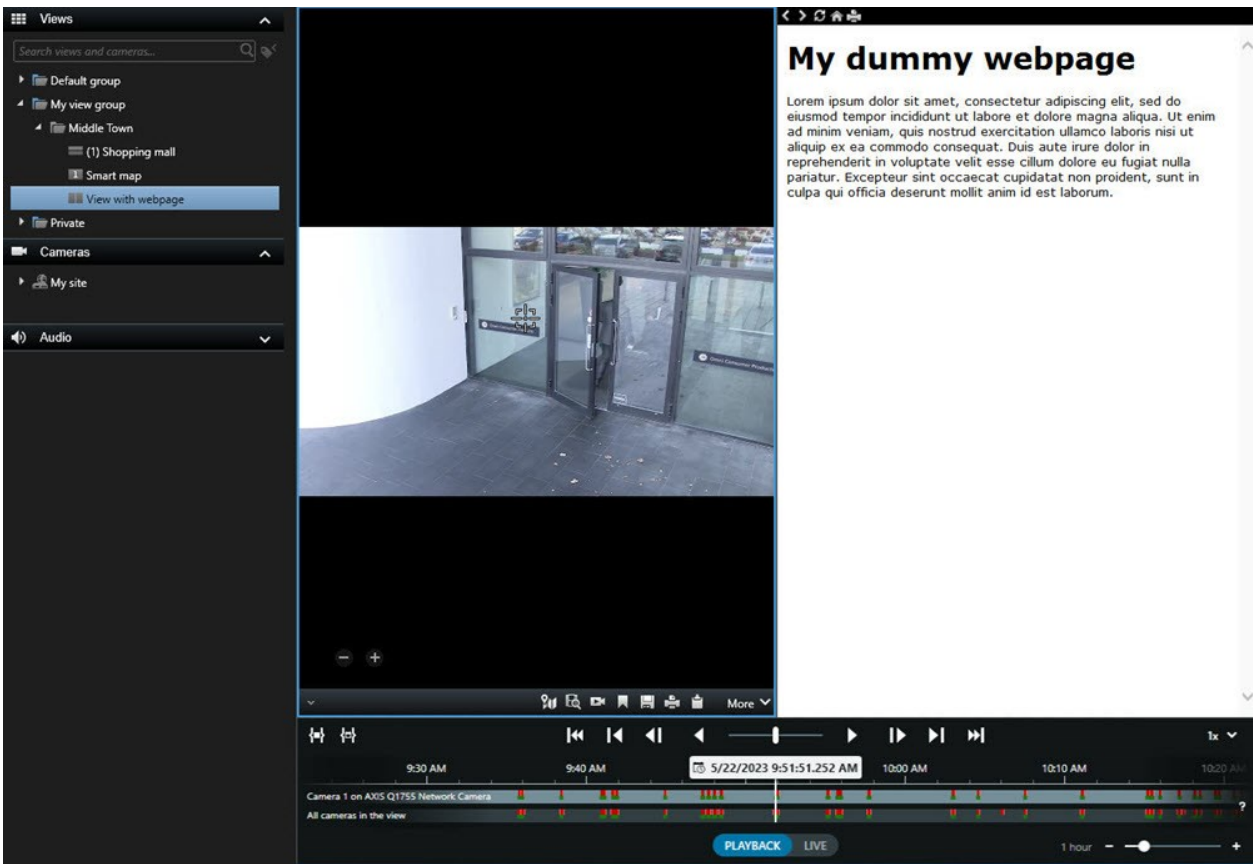 Views
Search views and cameras...
Default group
My view group
Middle Town
(1) Shopping mall
1 Smart map
View with webpage
Private
Cameras
My site
Audio
More
My dummy webpage
Lorem ipsum dolor sit amet, consectetur adipiscing elit, sed do
eiusmod tempor incididunt ut labore et dolore magna aliqua. Ut enim
ad minim veniam, quis nostrud exercitation ullamco laboris nisi ut
aliquip ex ea commodo consequat. Duis aute irure dolor in
reprehenderit in voluptate velit esse cillum dolore eu fugiat nulla
pariatur. Excepteur sint occaecat cupidatat non proident, sunt in
culpa qui officia deserunt mollit anim id est laborum.
1x
9:30 AM 9:40 AM 5/22/2023 9:51:51.252 AM 10:00 AM 10:10 AM 10:20 AM
Camera 1 on AXIS Q1755 Network Camera
All cameras in the view
?
PLAYBACK LIVE
1 hour